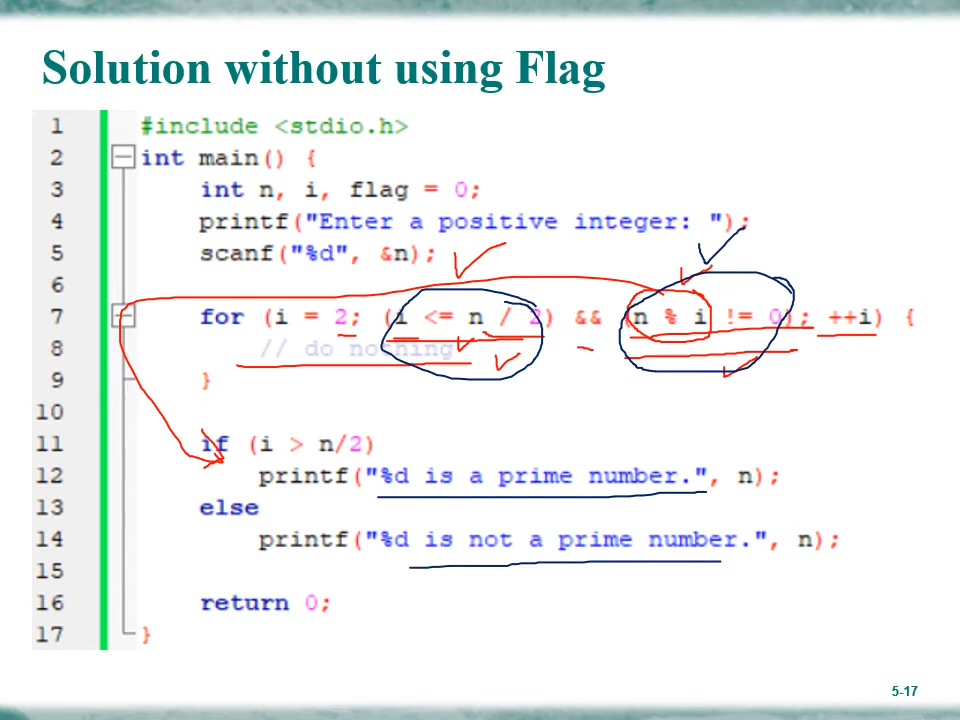 Solution without using Flag
1 #include <stdio.h>
2 int main() {
3 int n, i, flag = 0;
4 printf("Enter a positive integer: ");
5 scanf("%d", &n);
6
7 for (i = 2; (i <= n / 2) && (n % i != 0); ++i) {
8 // do nothing
9 }
10
11 if (i > n/2)
12 printf("%d is a prime number.", n);
13 else
14 printf("%d is not a prime number.", n);
15
16 return 0;
17 }
5-17